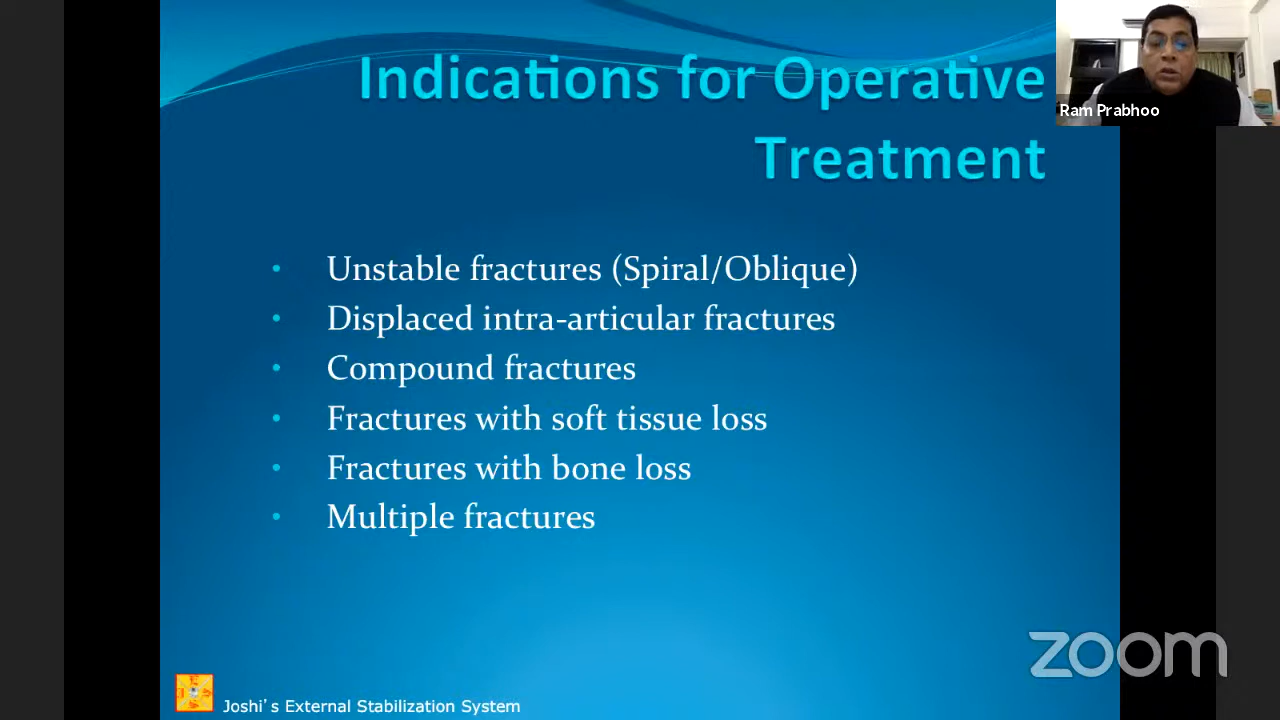 Indications for Operative
Treatment
Ram Prabhoo
• Unstable fractures (Spiral/Oblique)
• Displaced intra-articular fractures
• Compound fractures
• Fractures with soft tissue loss
• Fractures with bone loss
• Multiple fractures
zoom
Joshi's External Stabilization System